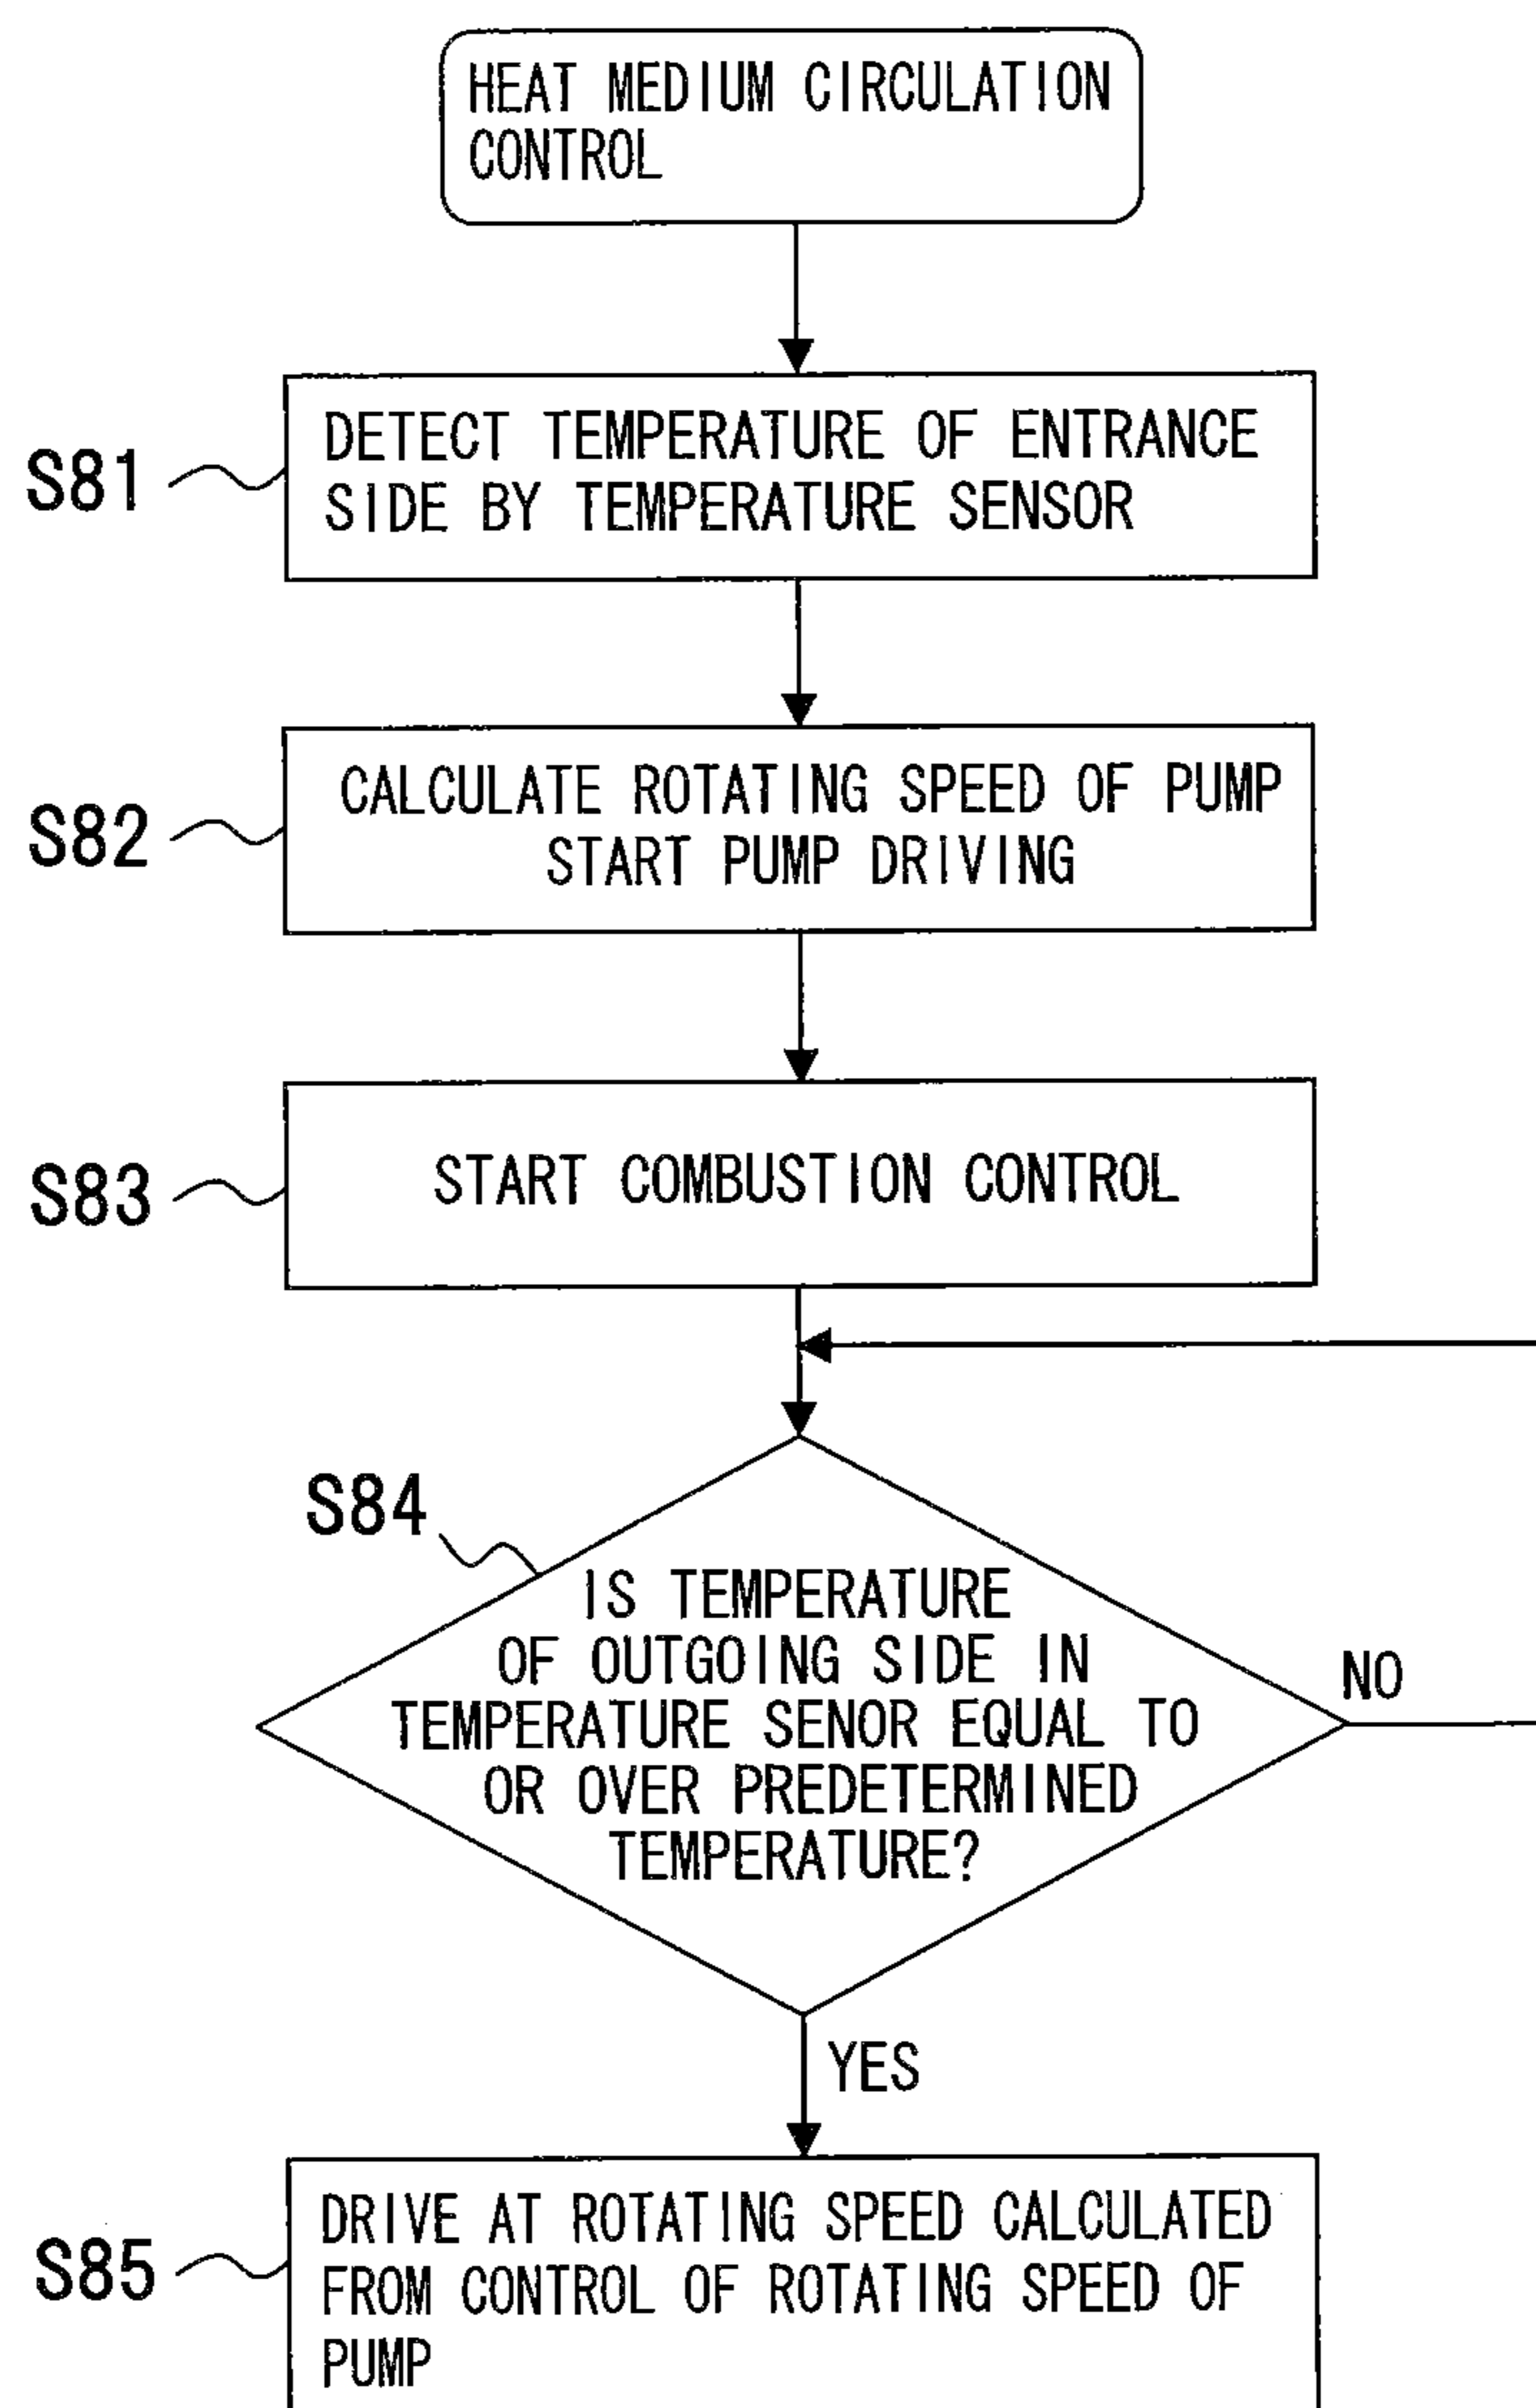 HEAT MEDIUM CIRCULATION
CONTROL
S81
DETECT TEMPERATURE OF ENTRANCE
SIDE BY TEMPERATURE SENSOR
S82
CALCULATE ROTATING SPEED OF PUMP
START PUMP DRIVING
S83
START COMBUSTION CONTROL
S84
IS TEMPERATURE
OF OUTGOING SIDE IN
TEMPERATURE SENOR EQUAL TO
OR OVER PREDETERMINED
TEMPERATURE?
NO
YES
S85
DRIVE AT ROTATING SPEED CALCULATED
FROM CONTROL OF ROTATING SPEED OF
PUMP